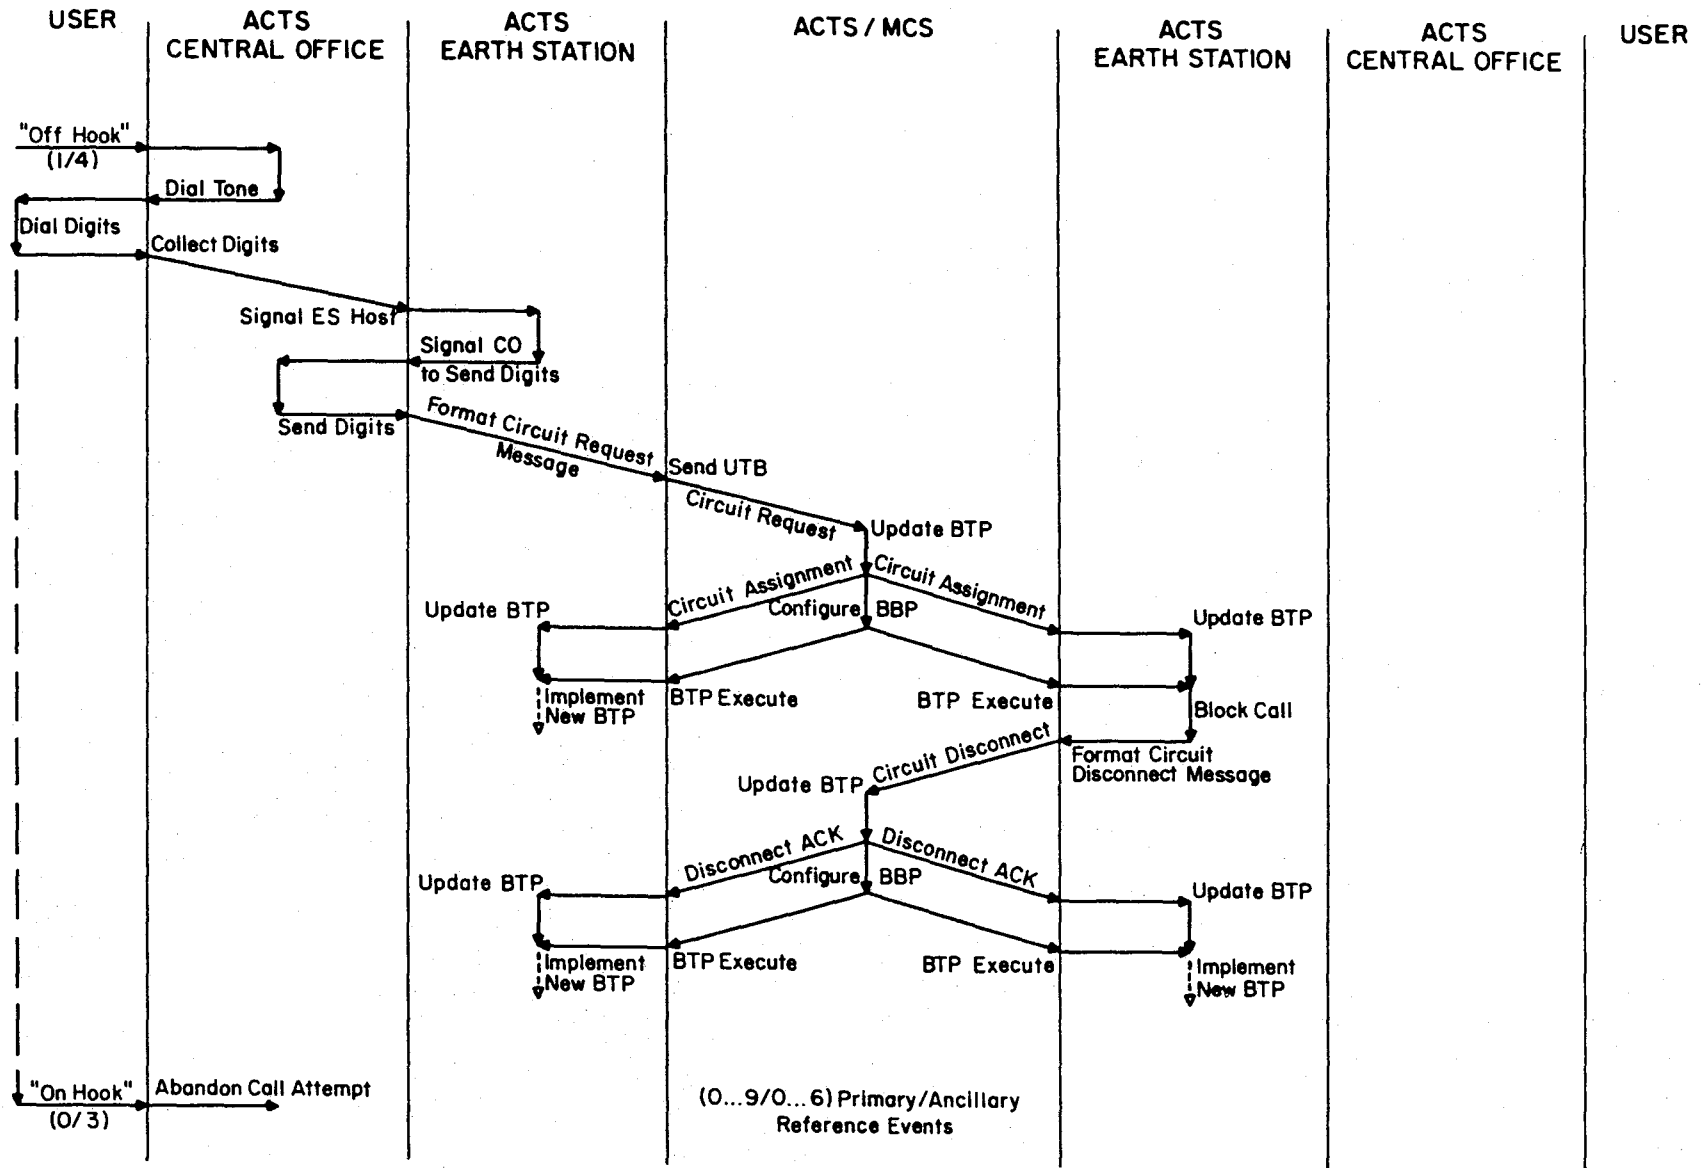 USER
ACTS
CENTRAL OFFICE
ACTS
EARTH STATION
ACTS / MCS
ACTS
EARTH STATION
ACTS
CENTRAL OFFICE
USER
"Off Hook"
(1/4)
Dial Tone
Dial Digits
Collect Digits
Signal ES Host
Signal CO
to Send Digits
Send Digits
Format Circuit Request
Message
Send UTB
Circuit Request
Update BTP
Circuit Assignment
Circuit Assignment
Update BTP
Configure BBP
Update BTP
Implement
New BTP
BTP Execute
BTP Execute
Block Call
Circuit Disconnect
Format Circuit
Disconnect Message
Update BTP
Disconnect ACK
Disconnect ACK
Update BTP
Configure BBP
Update BTP
Implement
New BTP
BTP Execute
BTP Execute
Implement
New BTP
"On Hook"
(0/3)
Abandon Call Attempt
(0...9/0...6) Primary/Ancillary
Reference Events